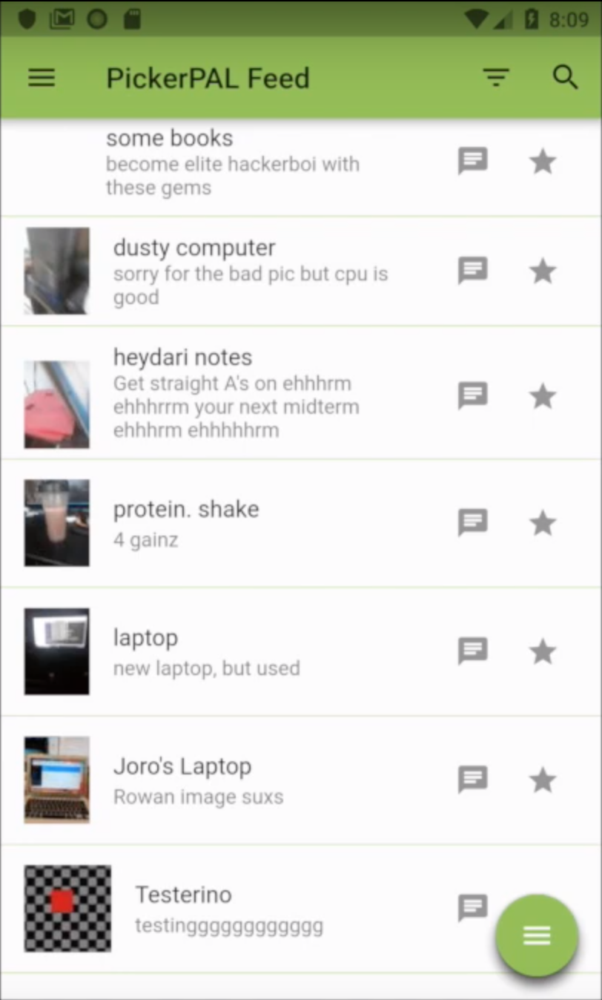 8:09
PickerPAL Feed
some books
become elite hackerboi with
these gems
dusty computer
sorry for the bad pic but cpu is
good
heydari notes
Get straight A's on ehhhrm
ehhhrrm your next midterm
ehhhrm ehhhhhrm
protein. shake
4 gainz
laptop
new laptop, but used
Joro's Laptop
Rowan image suxs
Testerino
testinggggggggggggg